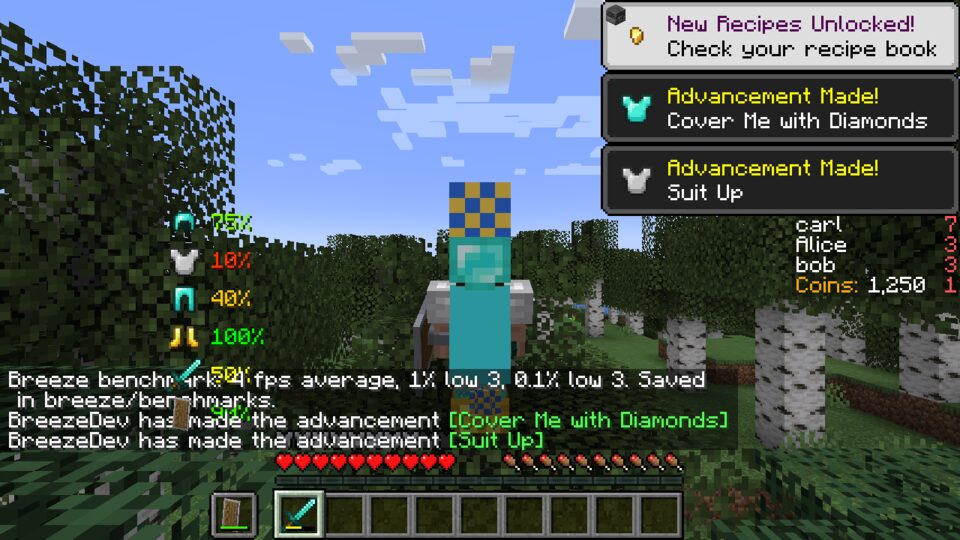 New Recipes Unlocked!
Check your recipe book
Advancement Made!
Cover Me with Diamonds
Advancement Made!
Suit Up
carl 7
Alice 3
bob 3
Coins: 1,250 1
75%
10%
40%
100%
50%
Breeze benchmark: 4 fps average, 1% low 3, 0.1% low 3. Saved
in breeze/benchmarks.
BreezeDev has made the advancement [Cover Me with Diamonds]
BreezeDev has made the advancement [Suit Up]